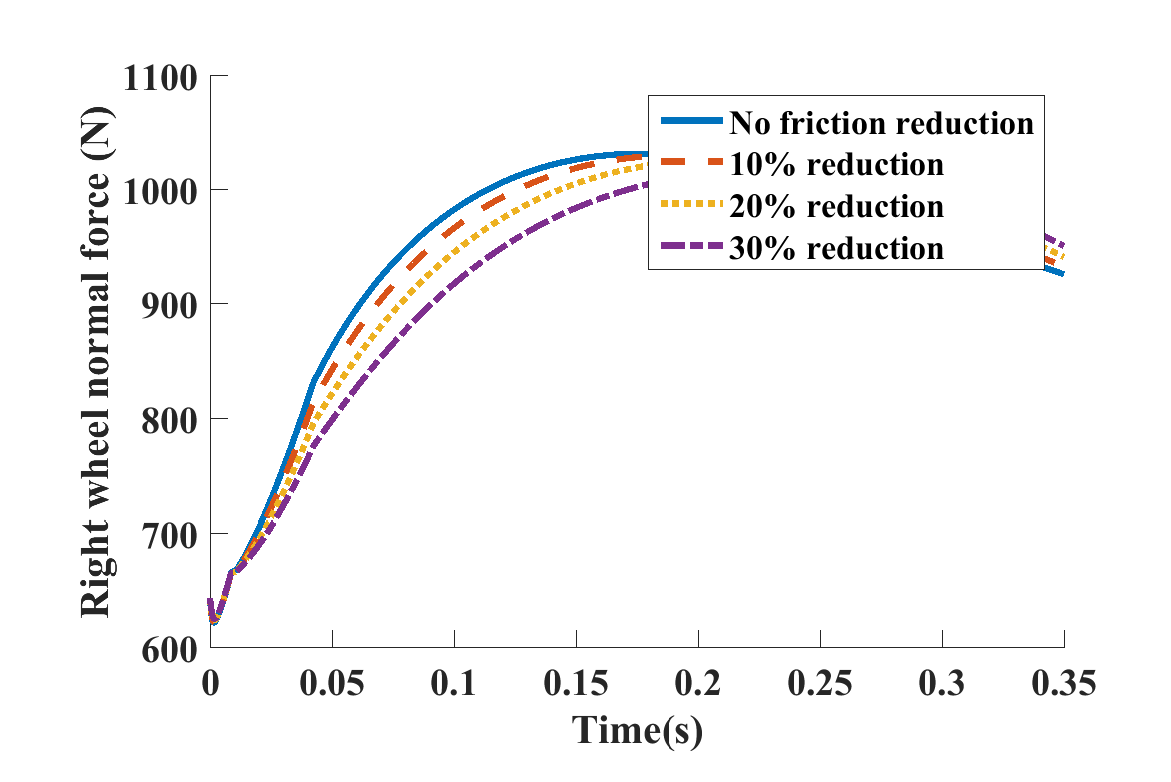 Right wheel normal force (N)
1100
1000
900
800
700
600
No friction reduction
10% reduction
20% reduction
30% reduction
0 0.05 0.1 0.15 0.2 0.25 0.3 0.35
Time(s)